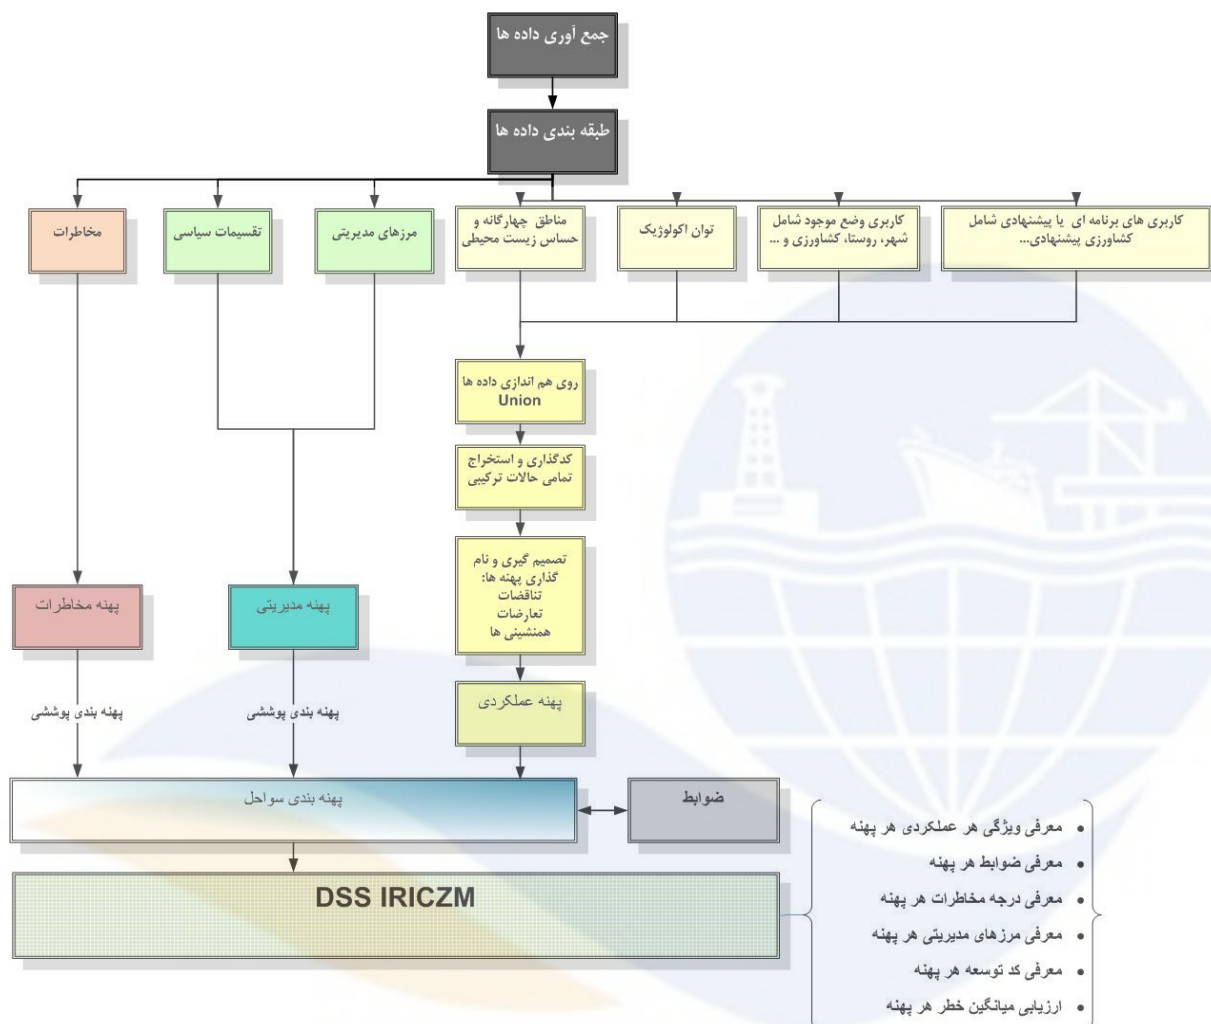 جمع آوری داده ها
طبقه بندی داده ها
مخاطرات
تقسیمات سیاسی
مرزهای مدیریتی
مناطق چهارگانه و
حساس زیست محیطی
توان اکولوژیک
کاربری وضع موجود شامل
شهر، روستا، کشاورزی و ...
کاربری های برنامه ای یا پیشنهادی شامل
کشاورزی پیشنهادی...
روی هم اندازی داده ها
Union
کدگذاری و استخراج
تمامی حالات ترکیبی
تصمیم گیری و نام
گذاری پهنه ها:
تناقضات
تعارضات
همنشینی ها
پهنه مخاطرات
پهنه مدیریتی
پهنه عملکردی
پهنه بندی پوششی
پهنه بندی پوششی
پهنه بندی سواحل
ضوابط
DSS IRICZM
• معرفی ویژگی هر عملکردی هر پهنه
• معرفی ضوابط هر پهنه
• معرفی درجه مخاطرات هر پهنه
• معرفی مرزهای مدیریتی هر پهنه
• معرفی کد توسعه هر پهنه
• ارزیابی میانگین خطر هر پهنه